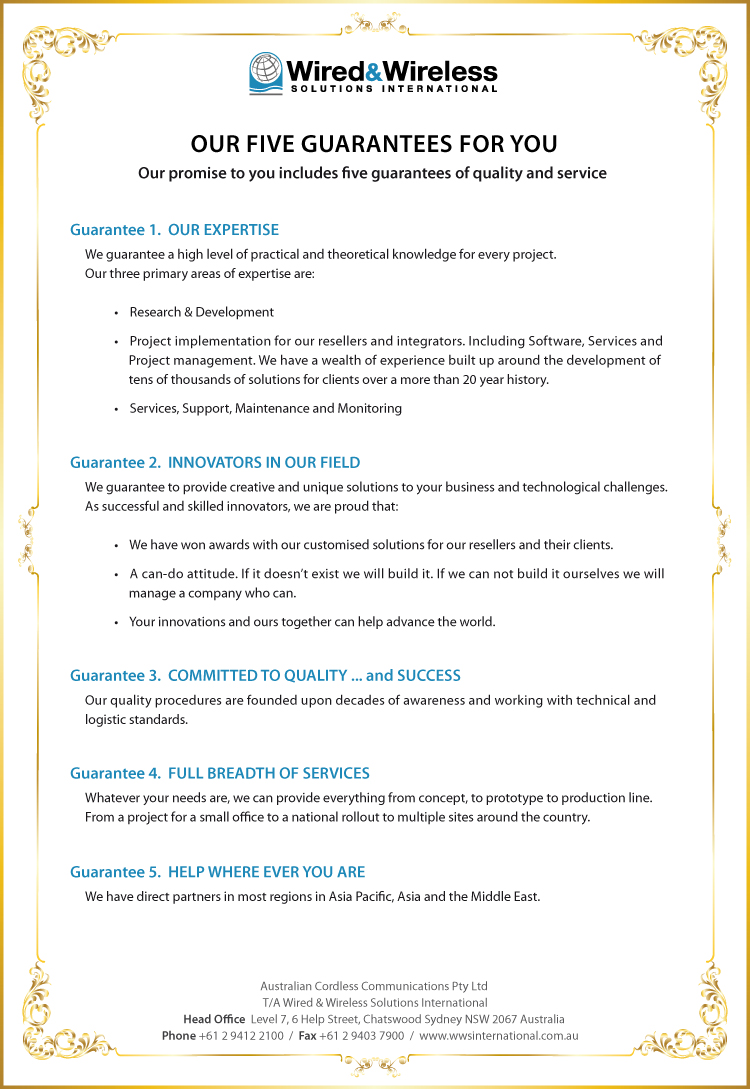 Wired&Wireless
SOLUTIONS INTERNATIONAL
OUR FIVE GUARANTEES FOR YOU
Our promise to you includes five guarantees of quality and service
Guarantee 1. OUR EXPERTISE
We guarantee a high level of practical and theoretical knowledge for every project.
Our three primary areas of expertise are:
• Research & Development
• Project implementation for our resellers and integrators. Including Software, Services and
Project management. We have a wealth of experience built up around the development of
tens of thousands of solutions for clients over a more than 20 year history.
• Services, Support, Maintenance and Monitoring
Guarantee 2. INNOVATORS IN OUR FIELD
We guarantee to provide creative and unique solutions to your business and technological challenges.
As successful and skilled innovators, we are proud that:
• We have won awards with our customised solutions for our resellers and their clients.
• A can-do attitude. If it doesn’t exist we will build it. If we can not build it ourselves we will
manage a company who can.
• Your innovations and ours together can help advance the world.
Guarantee 3. COMMITTED TO QUALITY ... and SUCCESS
Our quality procedures are founded upon decades of awareness and working with technical and
logistic standards.
Guarantee 4. FULL BREADTH OF SERVICES
Whatever your needs are, we can provide everything from concept, to prototype to production line.
From a project for a small office to a national rollout to multiple sites around the country.
Guarantee 5. HELP WHERE EVER YOU ARE
We have direct partners in most regions in Asia Pacific, Asia and the Middle East.
Australian Cordless Communications Pty Ltd
T/A Wired & Wireless Solutions International
Head Office Level 7, 6 Help Street, Chatswood Sydney NSW 2067 Australia
Phone +61 2 9412 2100 / Fax +61 2 9403 7900 / www.wwsinternational.com.au